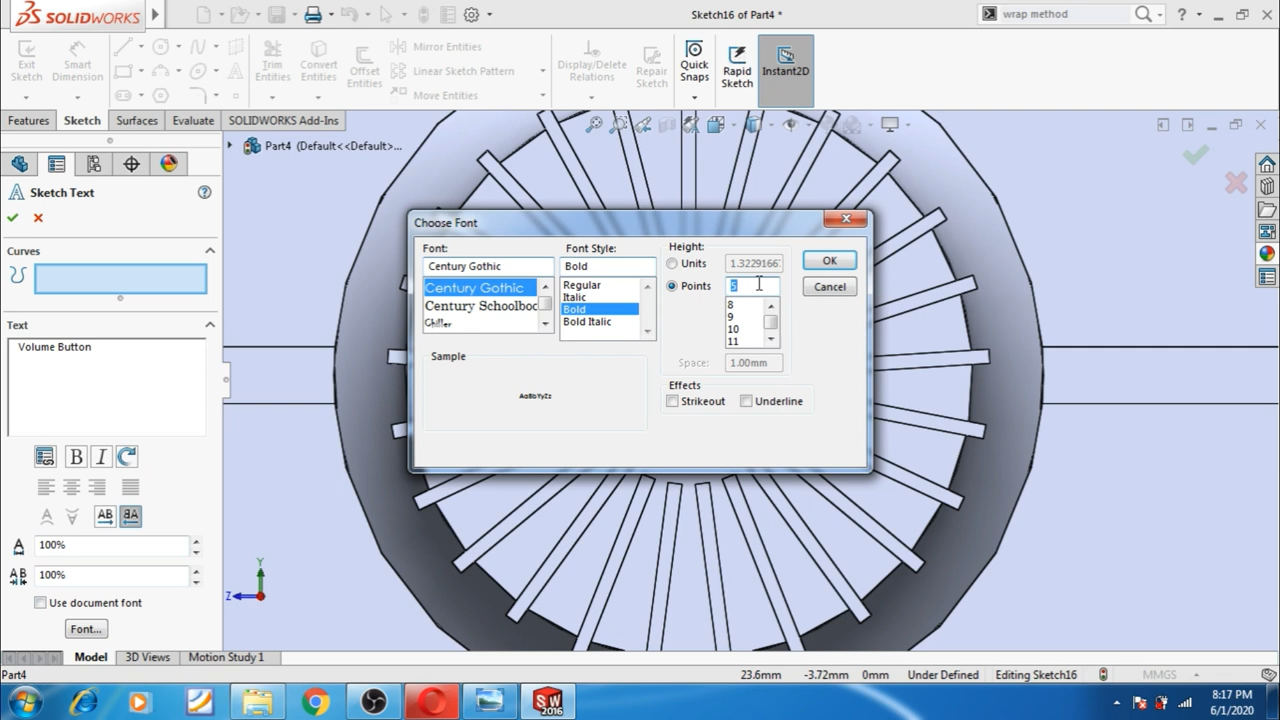 SOLIDWORKS
Sketch16 of Part4 *
wrap method
?
Exit Sketch
Smart Dimension
Trim Entities
Convert Entities
Offset Entities
Mirror Entities
Linear Sketch Pattern
Move Entities
Display/Delete Relations
Repair Sketch
Quick Snaps
Rapid Sketch
Instant2D
Features
Sketch
Surfaces
Evaluate
SOLIDWORKS Add-Ins
Part4 (Default<<Default>...
Sketch Text
?
Curves
Text
Volume Button
B
I
AB
AB
A
100%
AB
100%
Use document font
Font...
Choose Font
Font:
Century Gothic
Century Gothic
Century Schoolboo
Chiller
Font Style:
Bold
Regular
Italic
Bold
Bold Italic
Height:
Units
1.3229166
Points
5
8
9
10
11
Space:
1.00mm
OK
Cancel
Sample
AaBbYyZz
Effects
Strikeout
Underline
Y
Z
Model
3D Views
Motion Study 1
Part4
23.6mm
-3.72mm
0mm
Under Defined
Editing Sketch16
MMGS
SW
2016
8:17 PM
6/1/2020